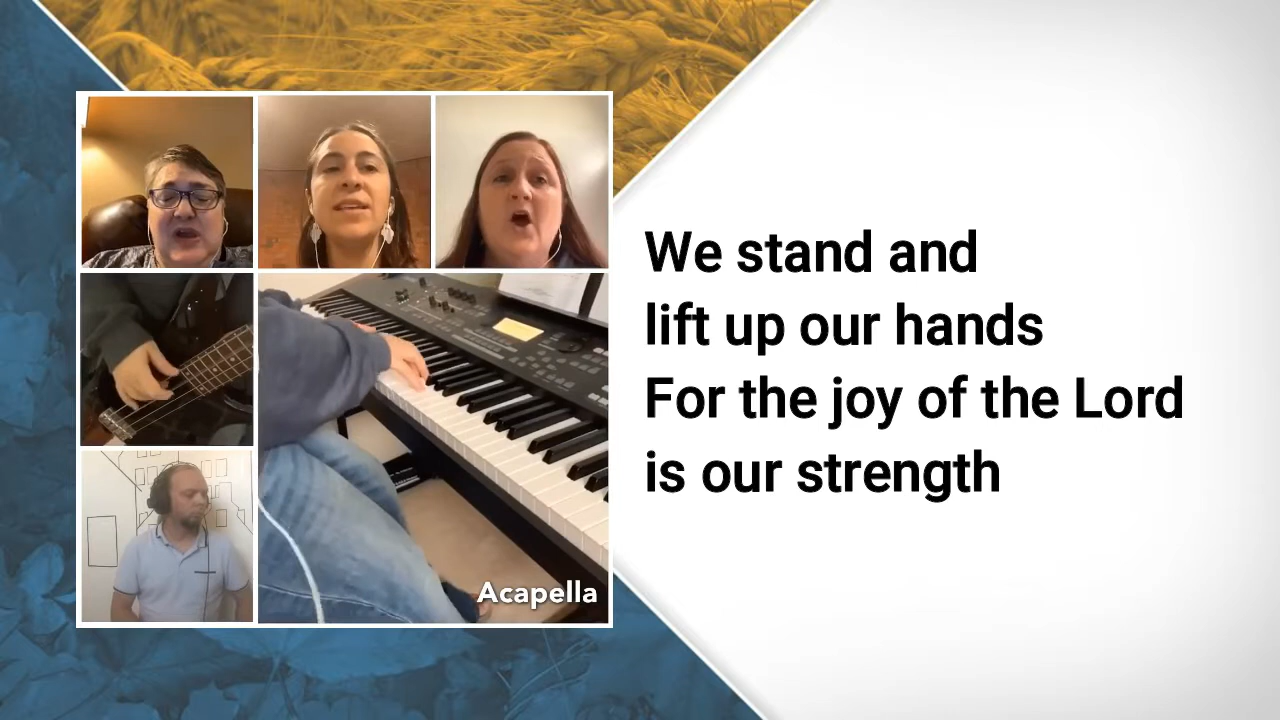 We stand and
lift up our hands
For the joy of the Lord
is our strength
Acapella